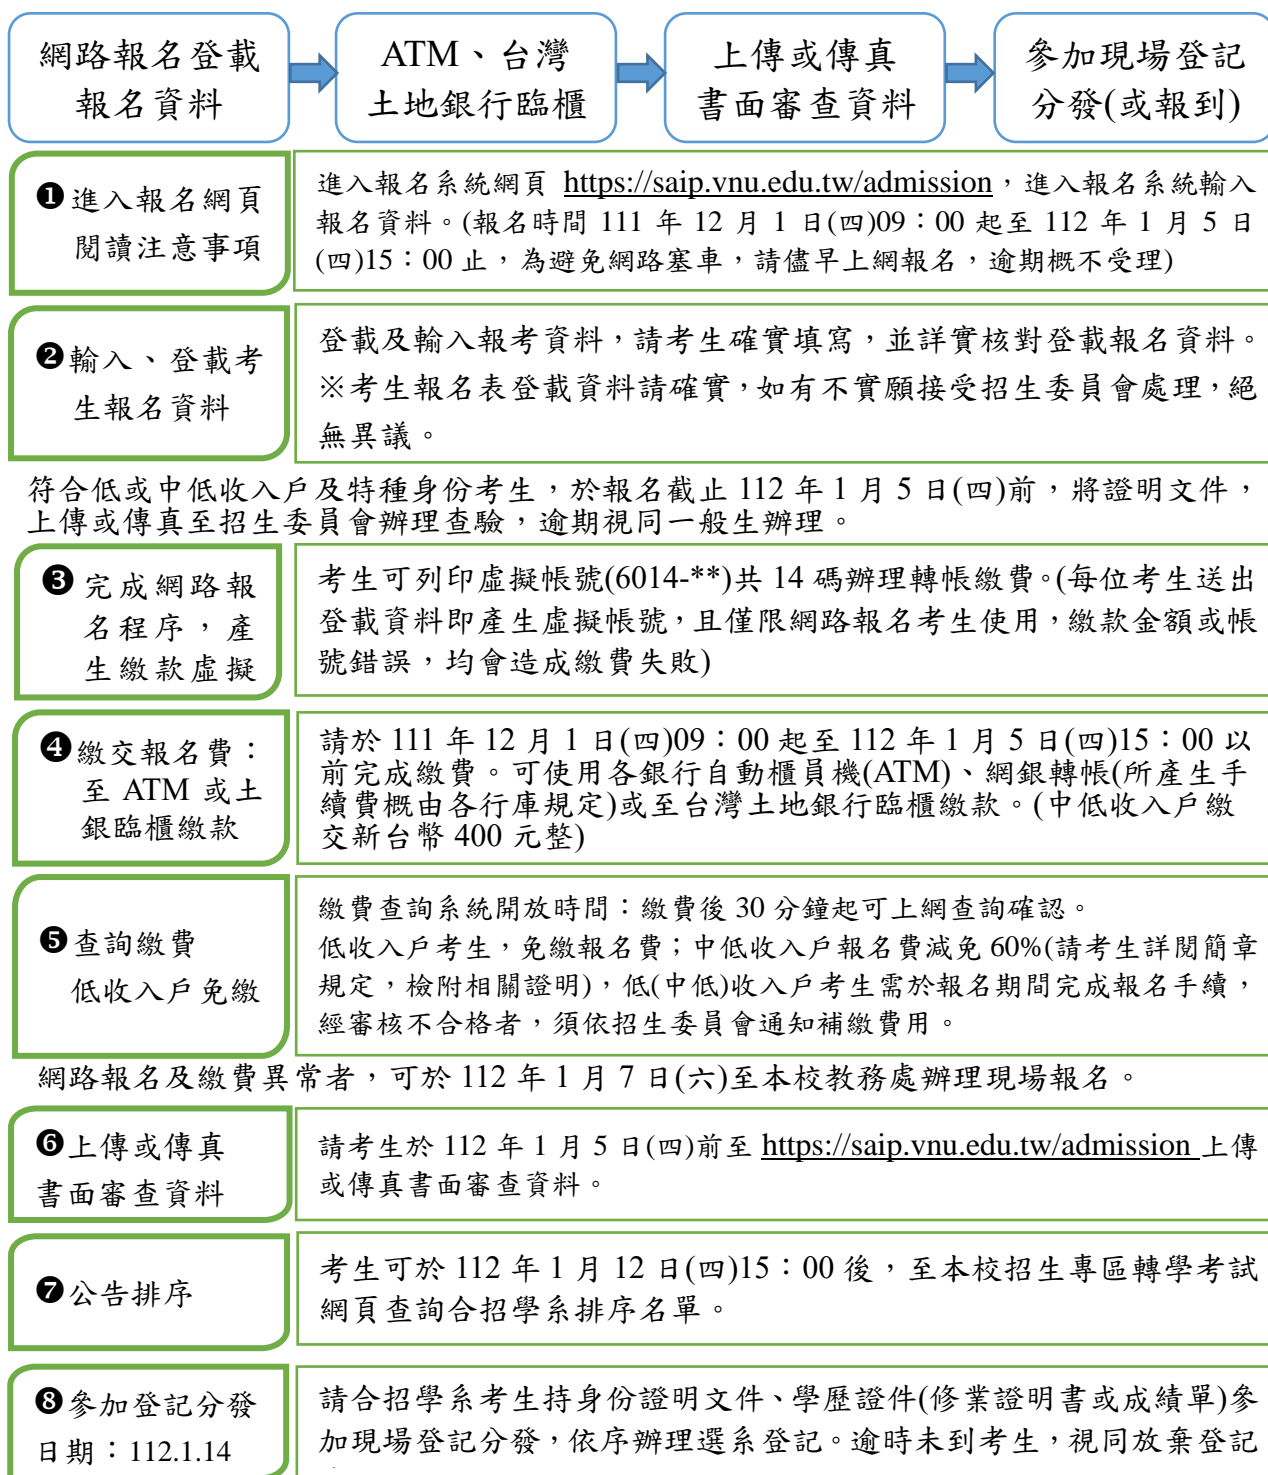 網路報名登載
報名資料
ATM、台灣
土地銀行臨櫃
上傳或傳真
書面審查資料
參加現場登記
分發(或報到)
❶進入報名網頁
閱讀注意事項
進入報名系統網頁 https://saip.vnu.edu.tw/admission，進入報名系統輸入
報名資料。(報名時間 111 年 12 月 1 日(四)09：00 起至 112 年 1 月 5 日
(四)15：00 止，為避免網路塞車，請儘早上網報名，逾期概不受理)
❷輸入、登載考
生報名資料
登載及輸入報考資料，請考生確實填寫，並詳實核對登載報名資料。
※考生報名表登載資料請確實，如有不實願接受招生委員會處理，絕
無異議。
符合低或中低收入戶及特種身份考生，於報名截止 112 年 1 月 5 日(四)前，將證明文件，
上傳或傳真至招生委員會辦理查驗，逾期視同一般生辦理。
❸完成網路報
名程序，產
生繳款虛擬
考生可列印虛擬帳號(6014-**)共 14 碼辦理轉帳繳費。(每位考生送出
登載資料即產生虛擬帳號，且僅限網路報名考生使用，繳款金額或帳
號錯誤，均會造成繳費失敗)
❹繳交報名費：
至 ATM 或土
銀臨櫃繳款
請於 111 年 12 月 1 日(四)09：00 起至 112 年 1 月 5 日(四)15：00 以
前完成繳費。可使用各銀行自動櫃員機(ATM)、網銀轉帳(所產生手
續費概由各行庫規定)或至台灣土地銀行臨櫃繳款。(中低收入戶繳
交新台幣 400 元整)
❺查詢繳費
低收入戶免繳
繳費查詢系統開放時間：繳費後 30 分鐘起可上網查詢確認。
低收入戶考生，免繳報名費；中低收入戶報名費減免 60%(請考生詳閱簡章
規定，檢附相關證明)，低(中低)收入戶考生需於報名期間完成報名手續，
經審核不合格者，須依招生委員會通知補繳費用。
網路報名及繳費異常者，可於 112 年 1 月 7 日(六)至本校教務處辦理現場報名。
❻上傳或傳真
書面審查資料
請考生於 112 年 1 月 5 日(四)前至 https://saip.vnu.edu.tw/admission 上傳
或傳真書面審查資料。
❼公告排序
考生可於 112 年 1 月 12 日(四)15：00 後，至本校招生專區轉學考試
網頁查詢合招學系排序名單。
❽參加登記分發
日期：112.1.14
請合招學系考生持身份證明文件、學歷證件(修業證明書或成績單)參
加現場登記分發，依序辦理選系登記。逾時未到考生，視同放棄登記